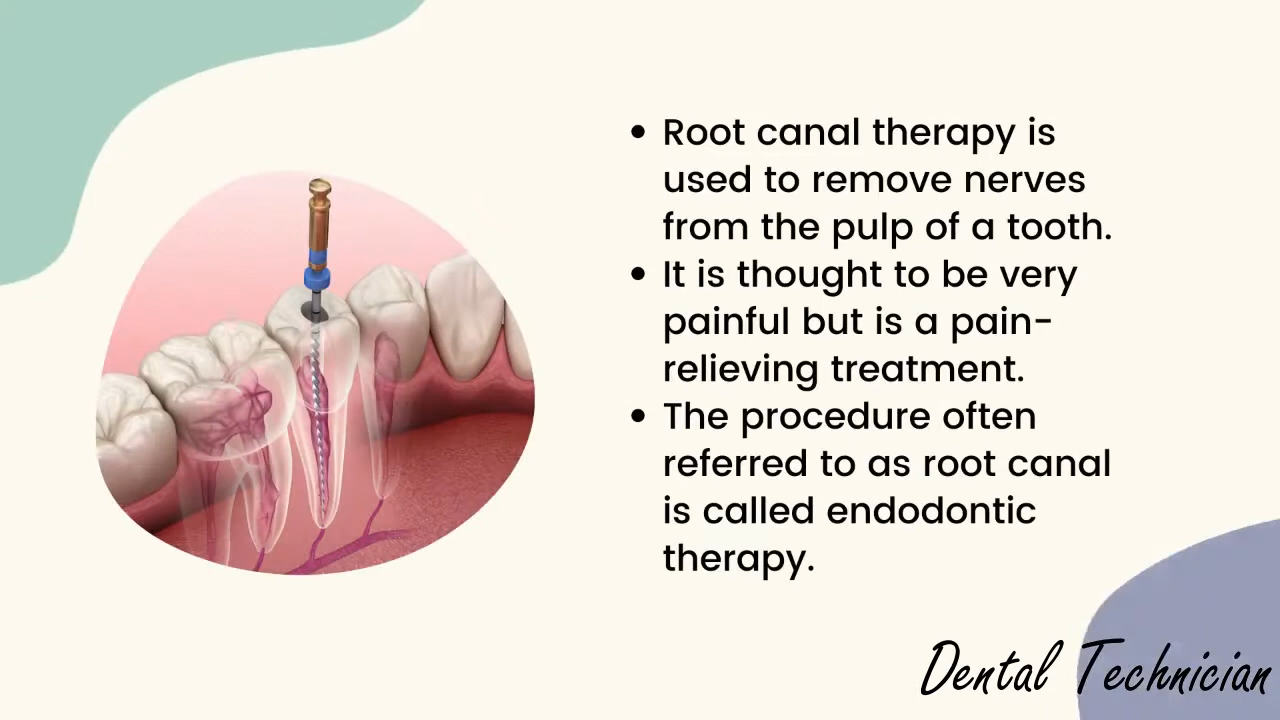 • Root canal therapy is
used to remove nerves
from the pulp of a tooth.
• It is thought to be very
painful but is a pain-
relieving treatment.
• The procedure often
referred to as root canal
is called endodontic
therapy.
Dental Technician